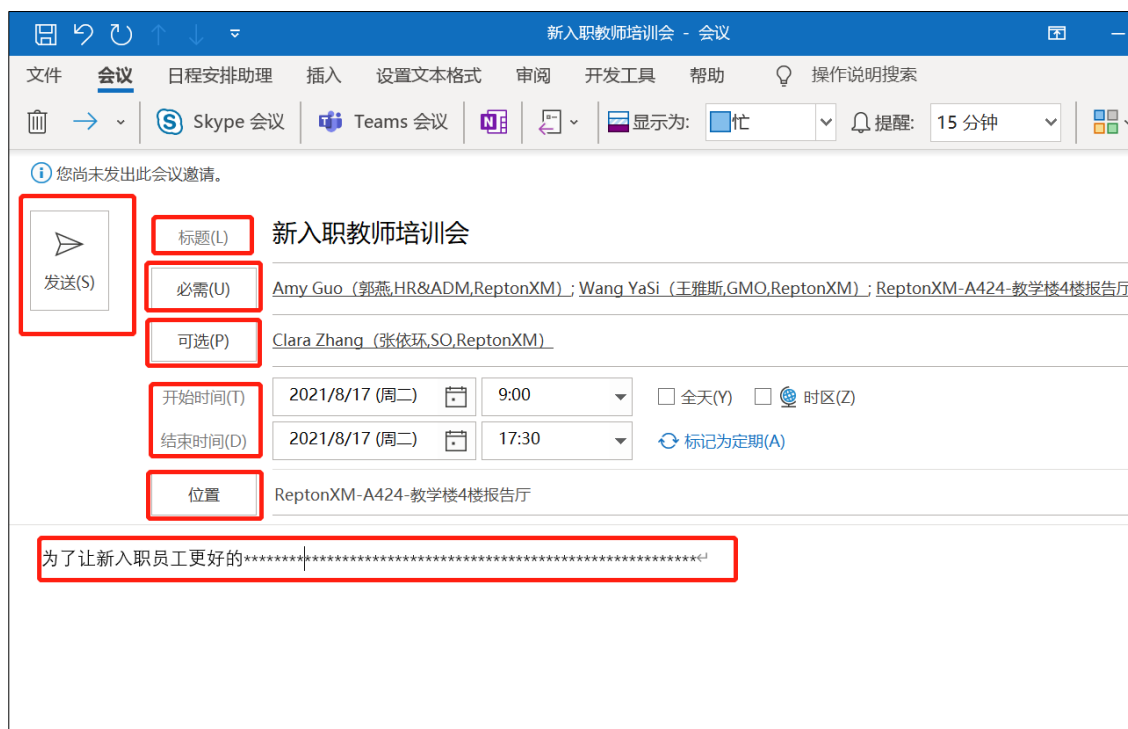 新入职教师培训会 - 会议
文件 会议 日程安排助理 插入 设置文本格式 审阅 开发工具 帮助 操作说明搜索
Skype 会议 Teams 会议 显示为: 忙 提醒: 15 分钟
您尚未发出此会议邀请。
发送(S)
标题(L) 新入职教师培训会
必需(U) Amy Guo（郭燕,HR&ADM,ReptonXM）; Wang YaSi（王雅斯,GMO,ReptonXM）; ReptonXM-A424-教学楼4楼报告厅
可选(P) Clara Zhang（张依环,SO,ReptonXM）
开始时间(T) 2021/8/17 (周二) 9:00 全天(Y) 时区(Z)
结束时间(D) 2021/8/17 (周二) 17:30 标记为定期(A)
位置 ReptonXM-A424-教学楼4楼报告厅
为了让新入职员工更好的************************************************************